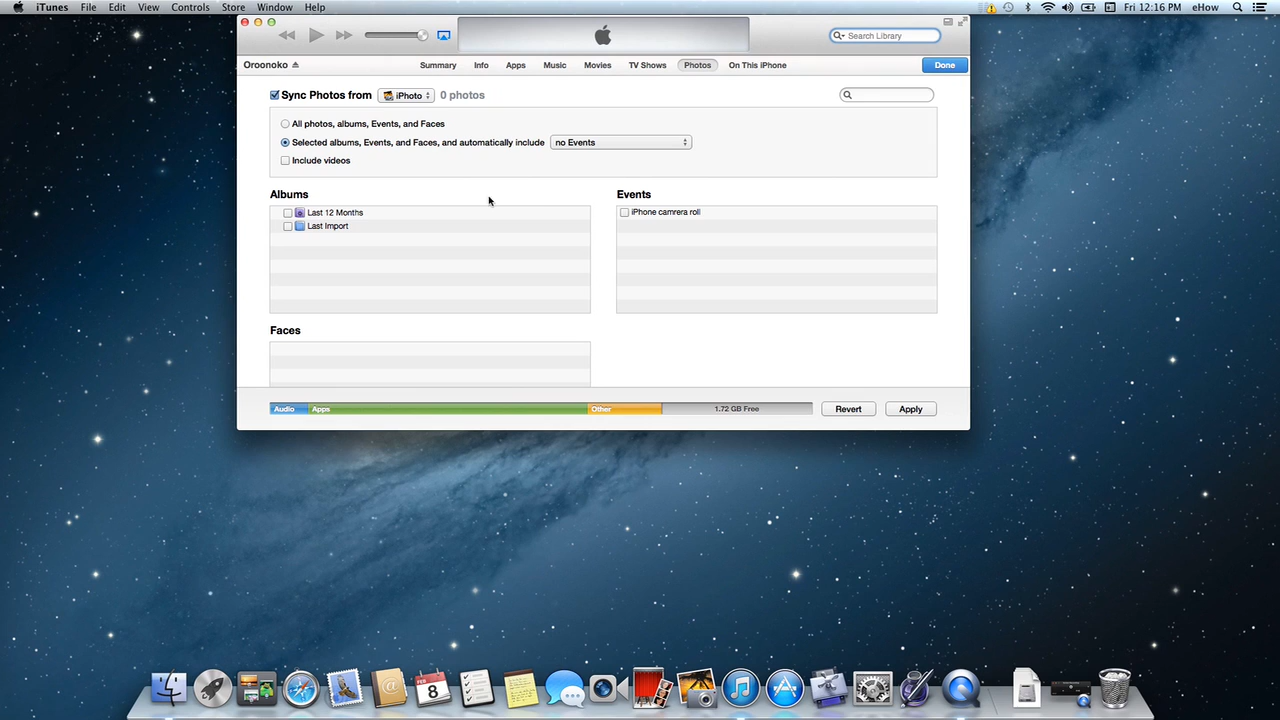 iTunes File Edit View Controls Store Window Help Fri 12:16 PM eHow
Search Library
Oroonoko Summary Info Apps Music Movies TV Shows Photos On This iPhone Done
Sync Photos from iPhoto 0 photos
All photos, albums, Events, and Faces
Selected albums, Events, and Faces, and automatically include no Events
Include videos
Albums Events
Last 12 Months iPhone camrera roll
Last Import
Faces
Audio Apps Other 1.72 GB Free Revert Apply
FEB
8